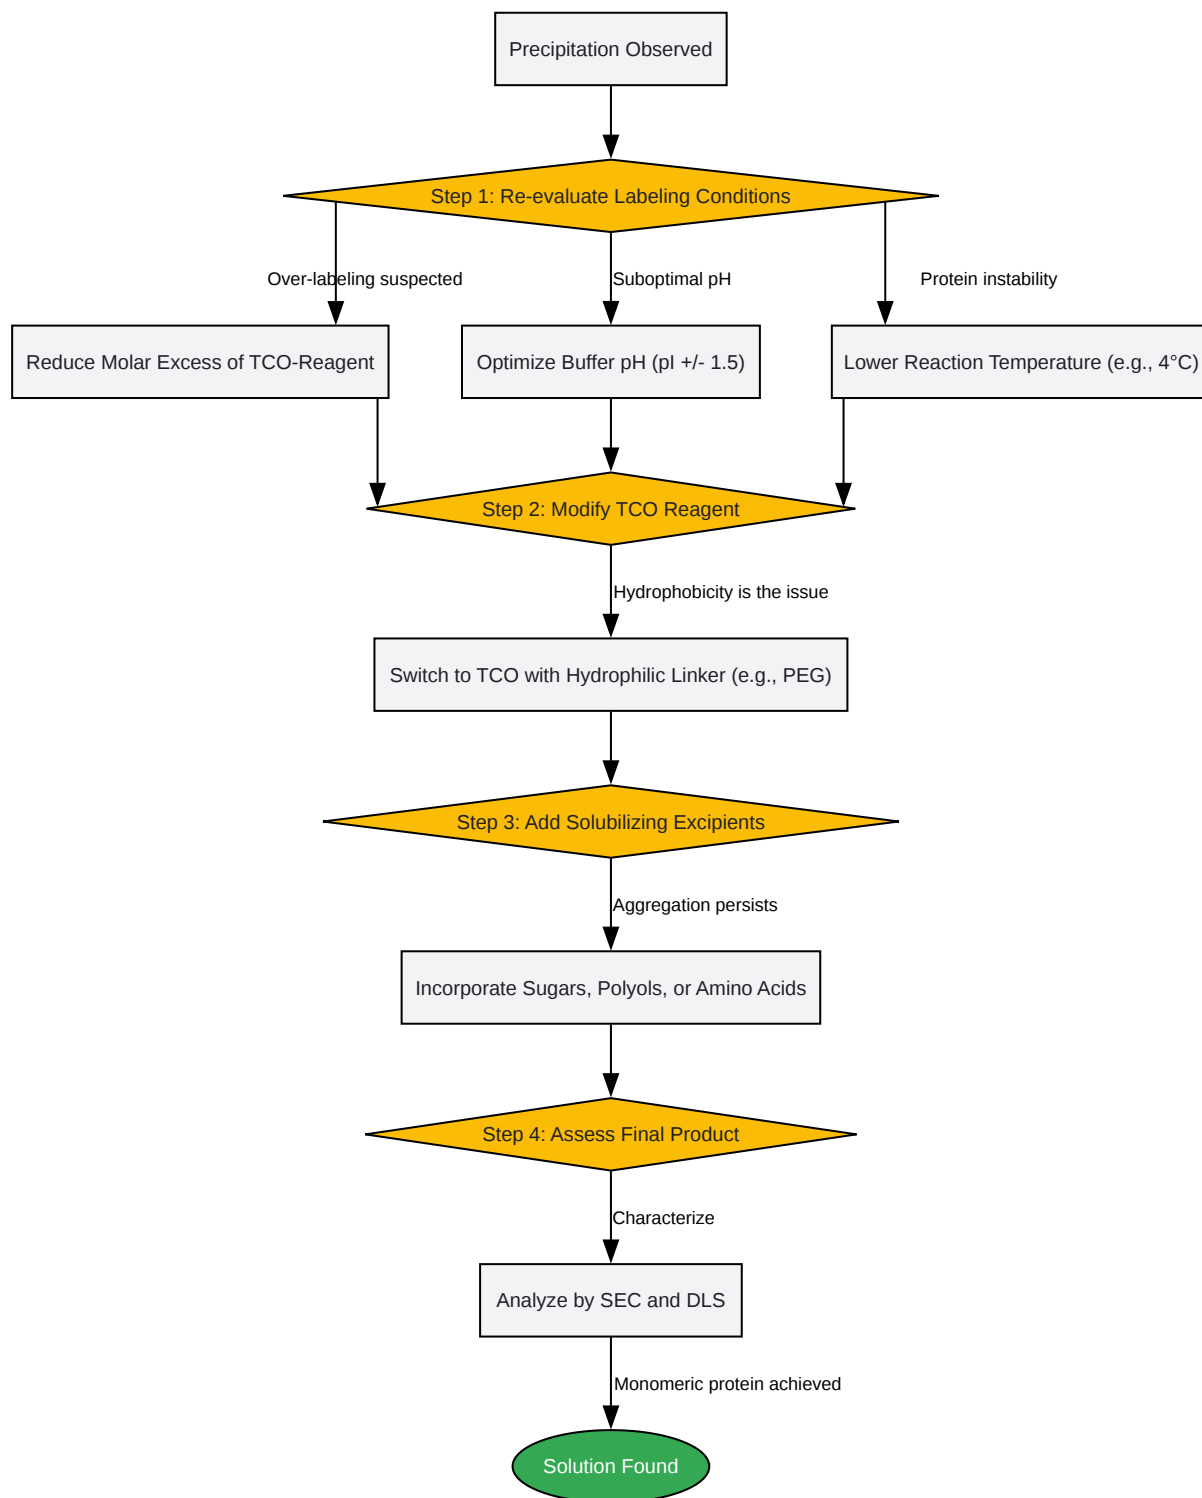 Precipitation Observed
Step 1: Re-evaluate Labeling Conditions
Over-labeling suspected
Suboptimal pH
Protein instability
Reduce Molar Excess of TCO-Reagent
Optimize Buffer pH (pI +/- 1.5)
Lower Reaction Temperature (e.g., 4°C)
Step 2: Modify TCO Reagent
Hydrophobicity is the issue
Switch to TCO with Hydrophilic Linker (e.g., PEG)
Step 3: Add Solubilizing Excipients
Aggregation persists
Incorporate Sugars, Polyols, or Amino Acids
Step 4: Assess Final Product
Characterize
Analyze by SEC and DLS
Monomeric protein achieved
Solution Found